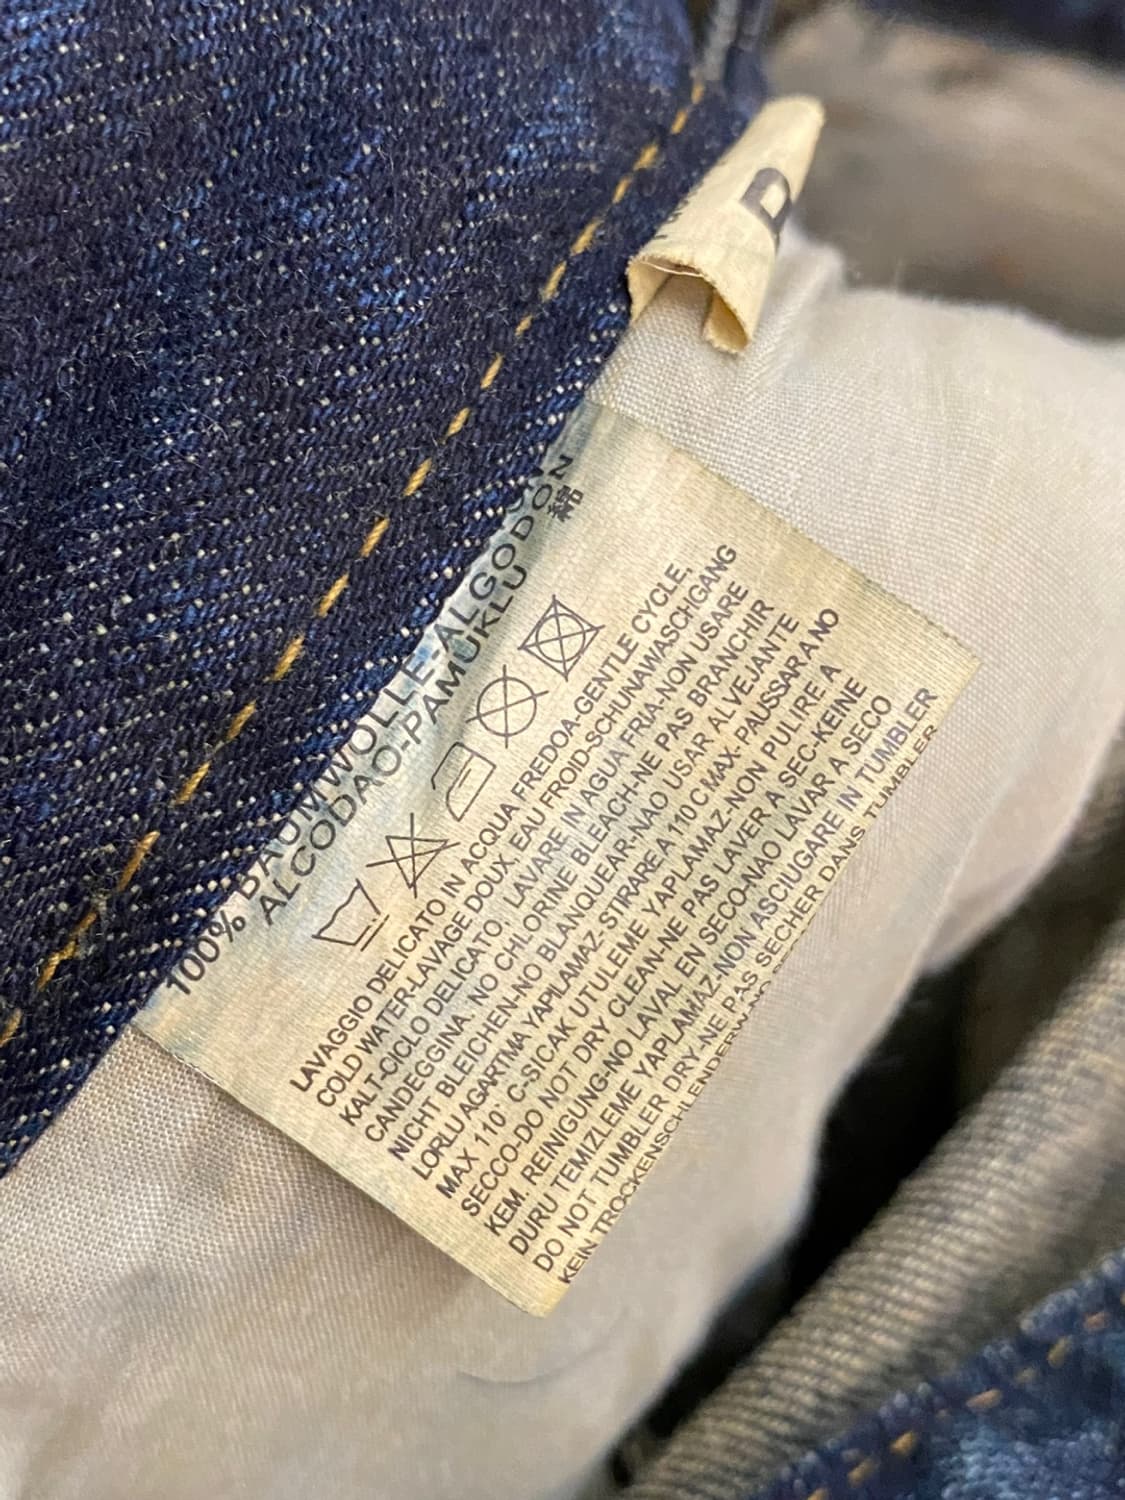 D
100% BAUMWOLLE-ALGODON
ALCODAO-PAMUKLU 綿
LAVAGGIO DELICATO IN ACQUA FREDOA-GENTLE CYCLE,
COLD WATER-LAVAGE DOUX, EAU FROID-SCHUNAWASCHGANG
KALT-CICLO DELICATO, LAVARE IN AGUA FRIA-NON USARE
CANDEGGINA. NO CHLORINE BLEACH-NE PAS BRANCHIR
NICHT BLEICHEN-NO BLANQUEAR-NAO USAR ALVEJANTE
LORLU AGARTMA YAPILAMAZ-STIRARE A 110 C MAX- PAUSSAR A NO
MAX 110° C-SICAK UTULEME YAPLAMAZ-NON PULIRE A
SECCO-DO NOT DRY CLEAN-NE PAS LAVER A SEC-KEINE
KEM. REINIGUNG-NO LAVAL EN SECO-NAO LAVAR A SECO
DURU TEMIZLEME YAPLAMAZ-NON ASCIUGARE IN TUMBLER
DO NOT TUMBLER DRY-NE PAS SECHER DANS TUMBLER
KEIN TROCKENSCHLENDER